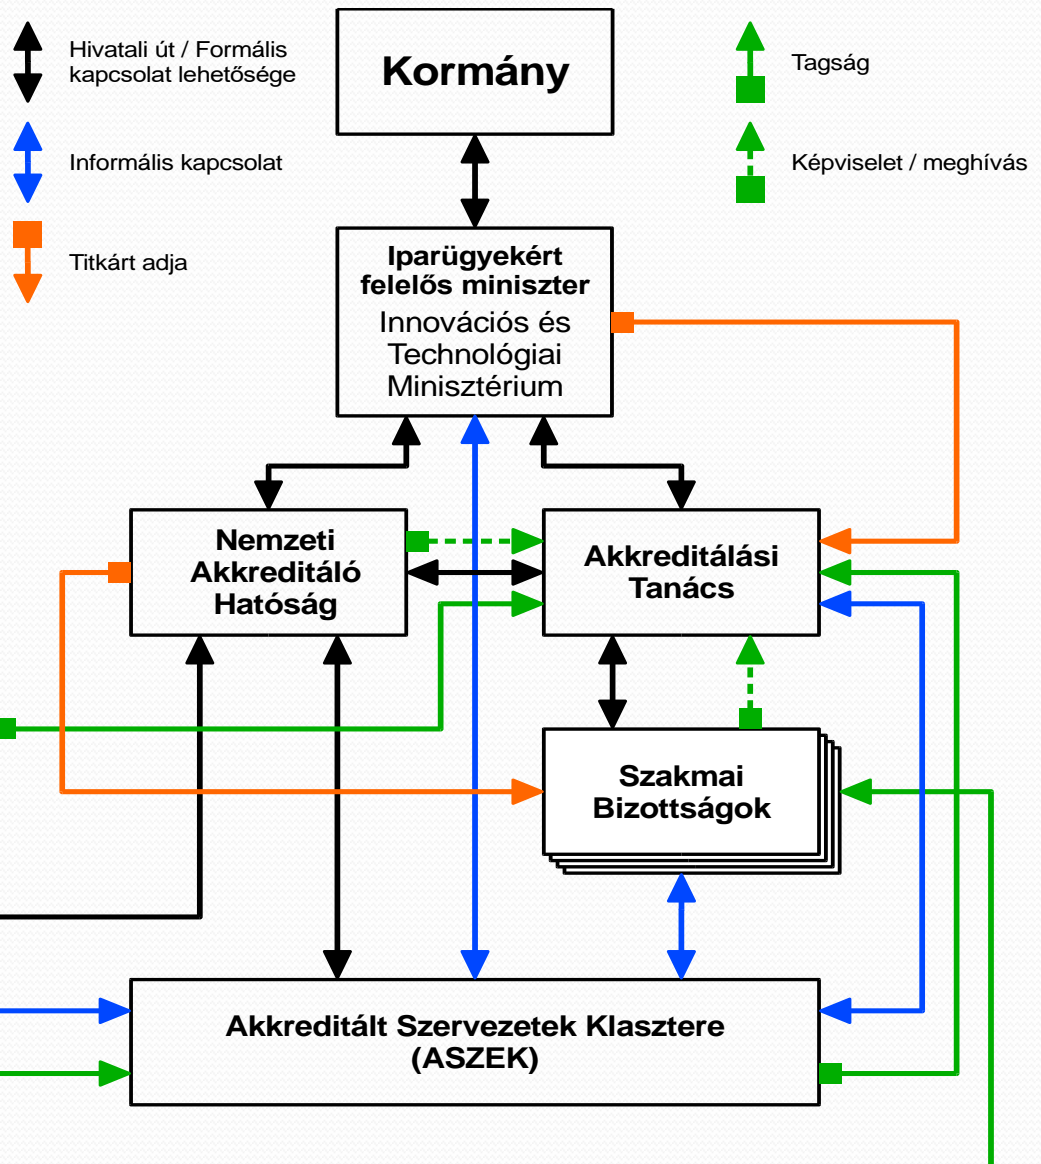 Hivatali út / Formális
kapcsolat lehetősége
Informális kapcsolat
Titkárt adja
Kormány
Tagság
Képviselet / meghívás
Iparügyekért
felelős miniszter
Innovációs és
Technológiai
Minisztérium
Nemzeti
Akkreditáló
Hatóság
Akkreditálási
Tanács
Szakmai
Bizottságok
Akkreditált Szervezetek Klasztere
(ASZEK)